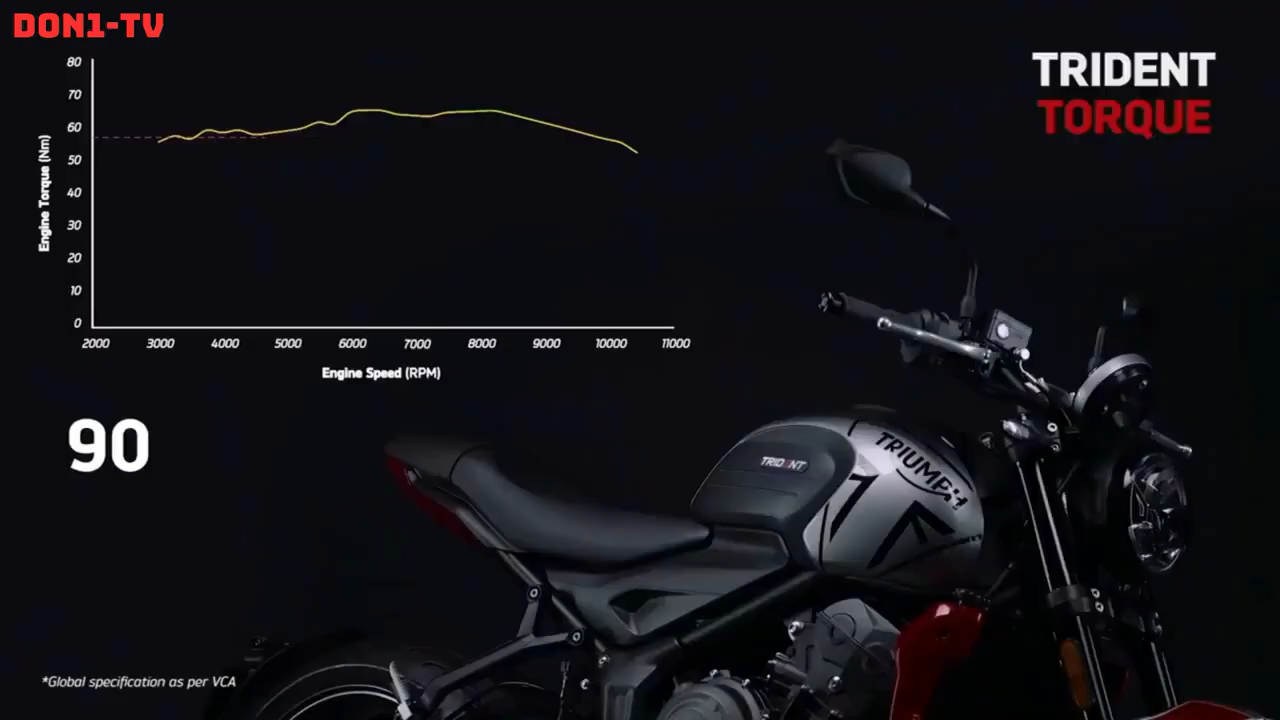 DON1-TV
TRIDENT
TORQUE
80
70
60
50
40
30
20
10
0
Engine Torque (Nm)
2000 3000 4000 5000 6000 7000 8000 9000 10000 11000
Engine Speed (RPM)
90
TRIDENT
TRIUMPH
*Global specification as per VCA